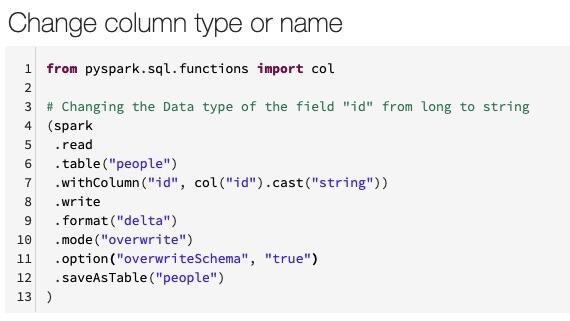 Change column type or name
1 from pyspark.sql.functions import col
2
3 # Changing the Data type of the field "id" from long to string
4 (spark
5 .read
6 .table("people")
7 .withColumn("id", col("id").cast("string"))
8 .write
9 .format("delta")
10 .mode("overwrite")
11 .option("overwriteSchema", "true")
12 .saveAsTable("people")
13 )